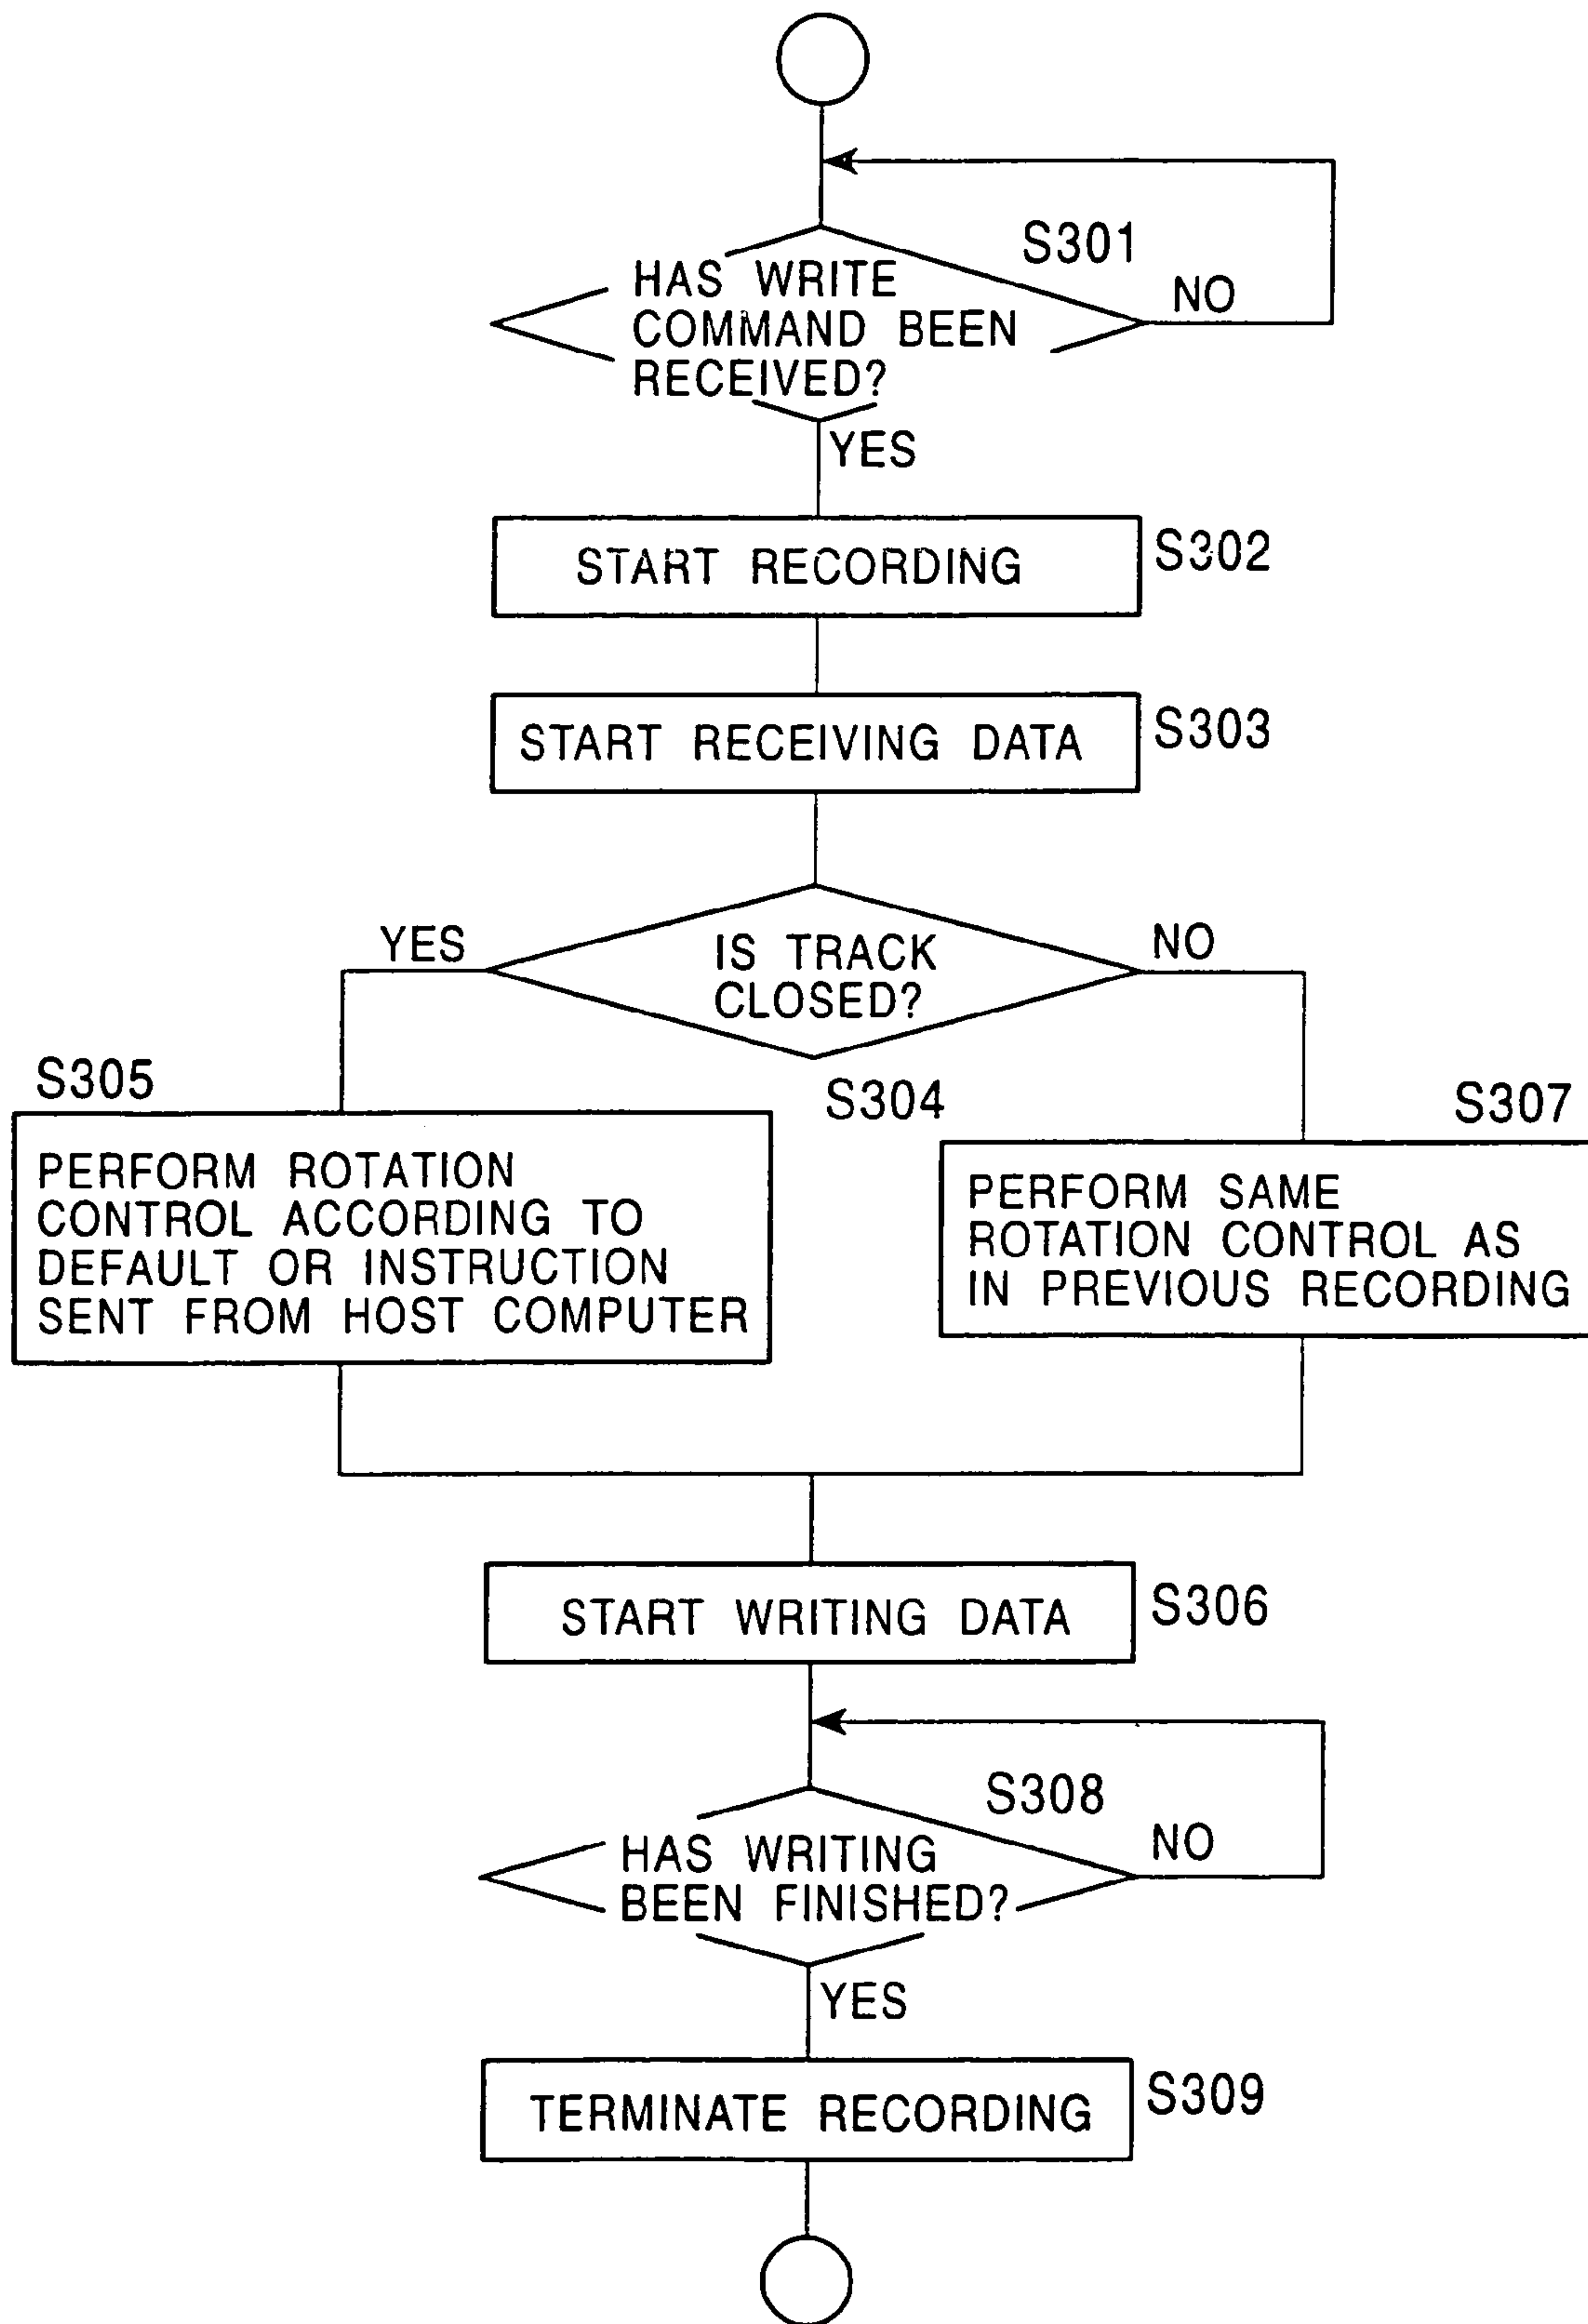 S301
HAS WRITE
COMMAND BEEN
RECEIVED?
NO
YES
START RECORDING
S302
START RECEIVING DATA
S303
YES
IS TRACK
CLOSED?
NO
S304
S305
PERFORM ROTATION
CONTROL ACCORDING TO
DEFAULT OR INSTRUCTION
SENT FROM HOST COMPUTER
S307
PERFORM SAME
ROTATION CONTROL AS
IN PREVIOUS RECORDING
START WRITING DATA
S306
S308
HAS WRITING
BEEN FINISHED?
NO
YES
TERMINATE RECORDING
S309